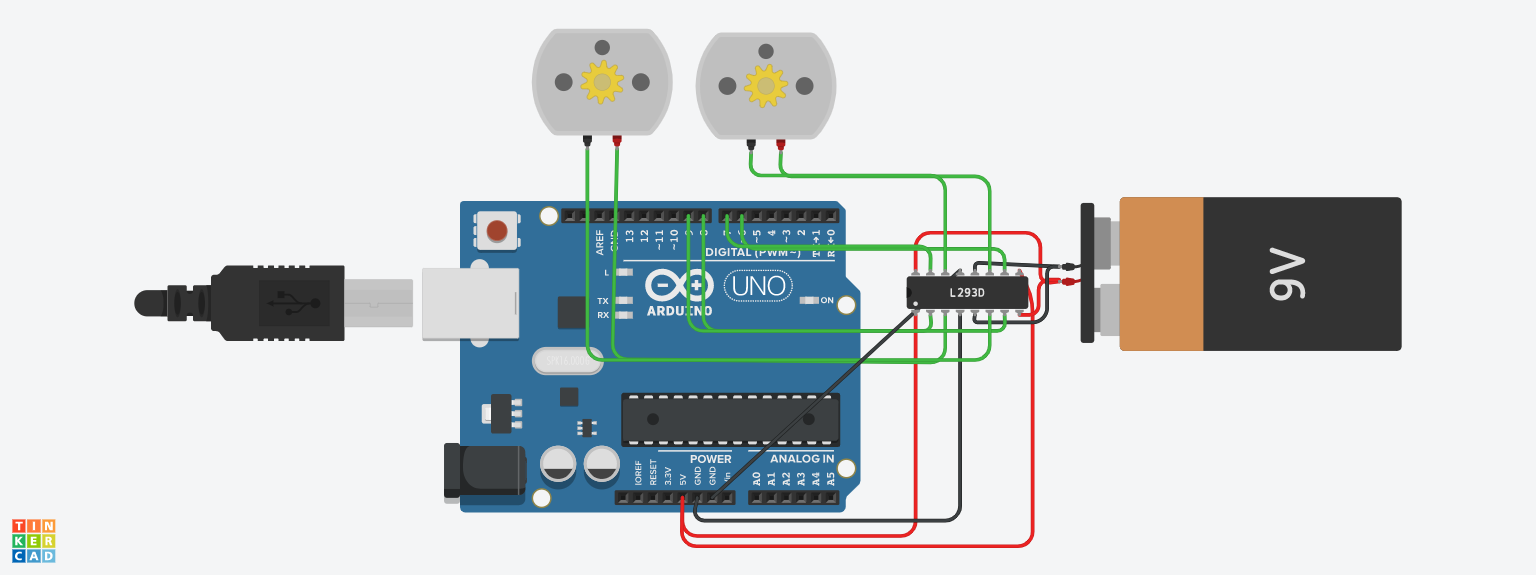 AREF
GND
13
12
~11
~10
9
8
7
~5
4
~3
2
TX→1
RX←0
DIGITAL (PWM~)
L
TX
RX
ARDUINO
UNO
ON
L293D
9V
POWER
ANALOG IN
IOREF
RESET
3.3V
5V
GND
GND
Vin
A0
A1
A2
A3
A4
A5
TIN
KER
CAD